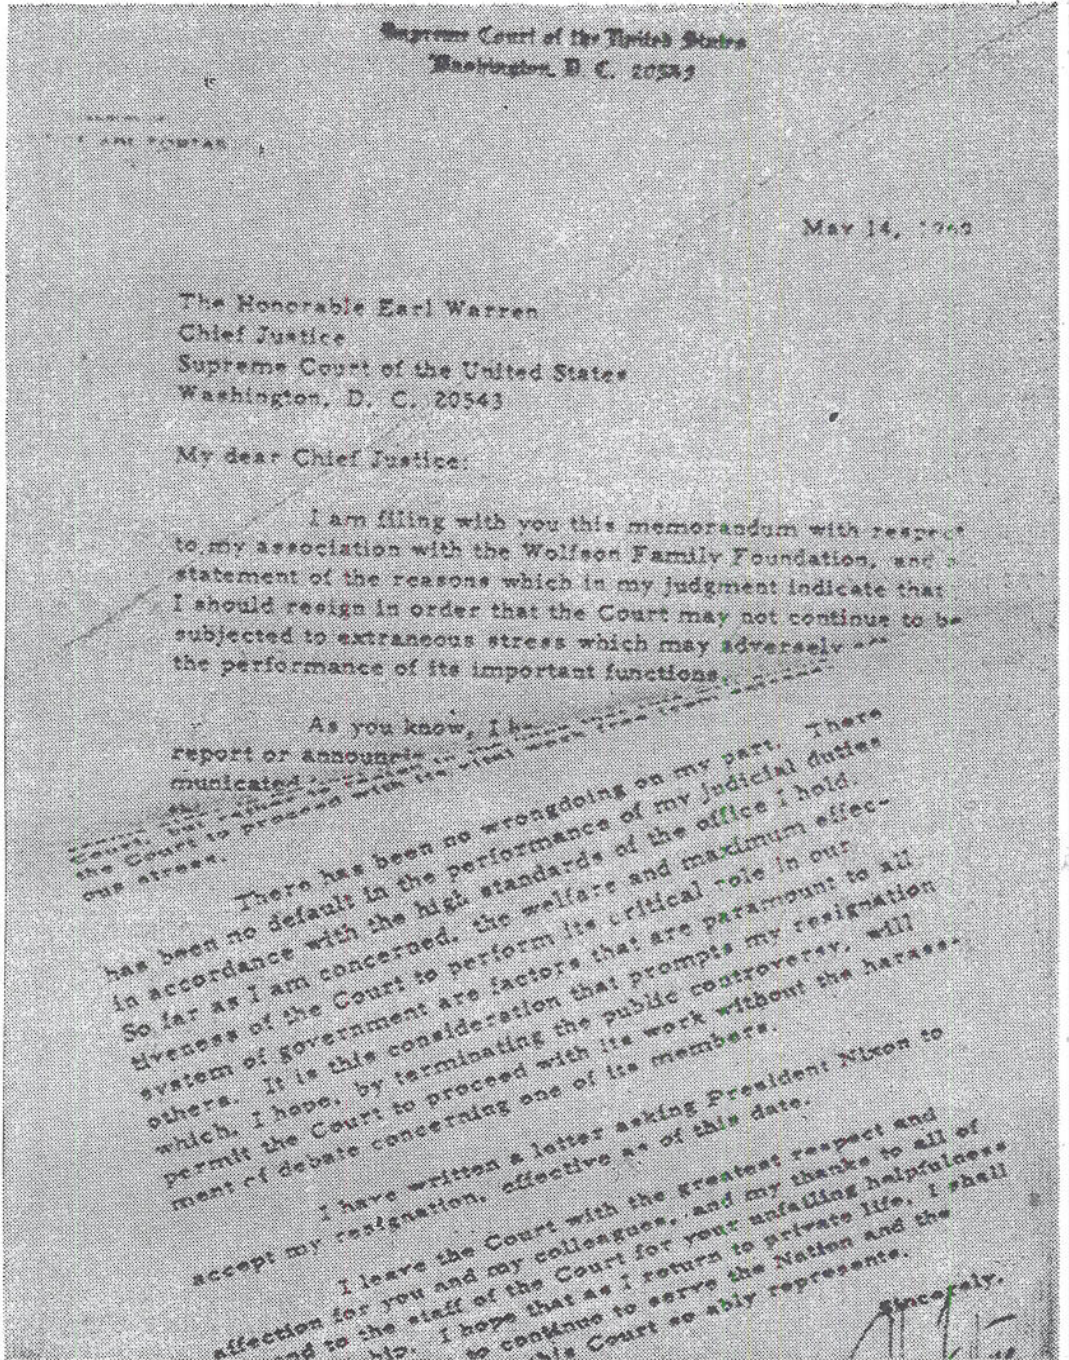 Supreme Court of the United States
Washington, D. C. 20543
May 14, 1969
The Honorable Earl Warren
Chief Justice
Supreme Court of the United States
Washington, D. C. 20543
My dear Chief Justice:
I am filing with you this memorandum with respect
to my association with the Wolfson Family Foundation, and a
statement of the reasons which in my judgment indicate that
I should resign in order that the Court may not continue to be
subjected to extraneous stress which may adversely
the performance of its important functions.
As you know, I
report or
municated
the Court to proceed with its vital work free from
ous stress.
There has been no wrongdoing on my part. There
has been no default in the performance of my judicial duties
in accordance with the high standards of the office I hold.
So far as I am concerned, the welfare and maximum effec-
tiveness of the Court to perform its critical role in our
system of government are factors that are paramount to all
others. It is this consideration that prompts my resignation
which, I hope, by terminating the public controversy, will
permit the Court to proceed with its work without the harass-
ment of debate concerning one of its members.
I have written a letter asking President Nixon to
accept my resignation, effective as of this date.
I leave the Court with the greatest respect and
affection for you and my colleagues, and my thanks to all of
and to the staff of the Court for your unfailing helpfulness
I hope that as I return to private life, I shall
to continue to serve the Nation and the
this Court so ably represents.
Sincerely,